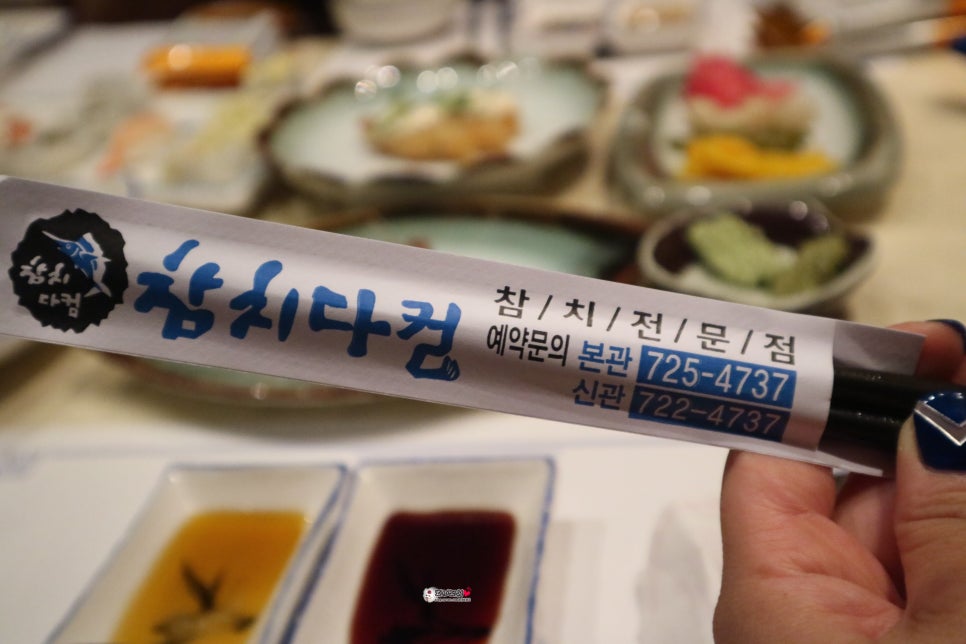 참치
다컴
참치다컴
참/치/전/문/점
예약문의 본관 725-4737
신관 722-4737